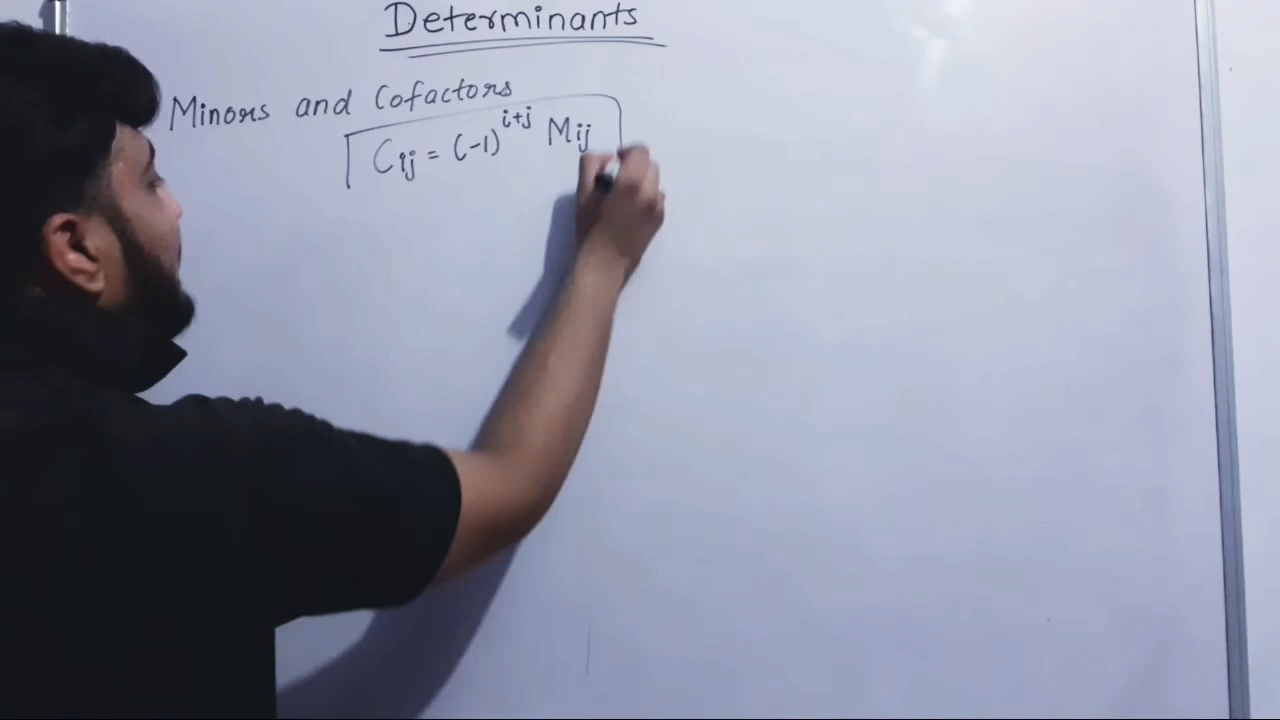 Determinants
Minors and Cofactors
Cij = (-1)^i+j Mij